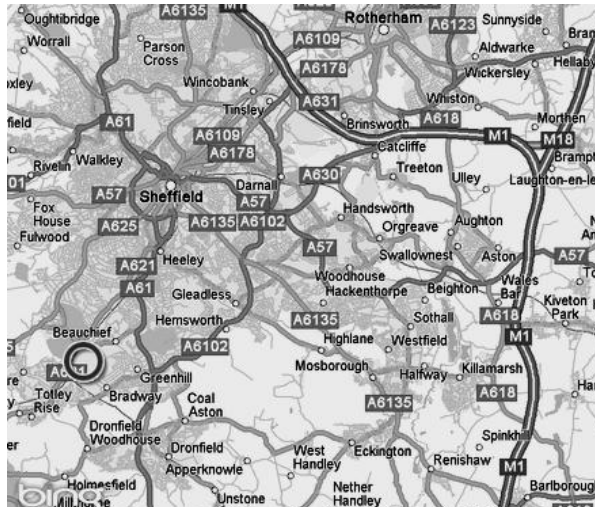 Oughtibridge
A6135
M1
Rotherham
A6123
Sunnyside
Worrall
Parson
Cross
A6109
Aldwarke
Wickersley
Hellaby
A6178
Wincobank
Tinsley
A631
Whiston
A61
A6109
Brinsworth
A618
Morthen
M1
M18
Rivelin
Walkley
A6178
Catcliffe
A630
Treeton
Ulley
Laughton-en-le
A57
Sheffield
Darnall
A57
Fox
House
Fulwood
A625
A6135
A6102
Handsworth
Orgreave
Aughton
A57
Swallownest
Aston
A57
A621
Heeley
Woodhouse
Wales
Bar
A61
Gleadless
Hackenthorpe
Beighton
Kiveton
Park
Hemsworth
A6135
Sothall
A618
Beauchief
A6102
Highlane
Westfield
M1
Mosborough
Halfway
Killamarsh
Greenhill
Totley
Rise
Bradway
A6135
A618
Coal
Aston
Dronfield
Woodhouse
Dronfield
Eckington
Spinkhill
Apperknowle
West
Handley
Renishaw
M1
Holmesfield
Unstone
Nether
Handley
Barlborough
bing